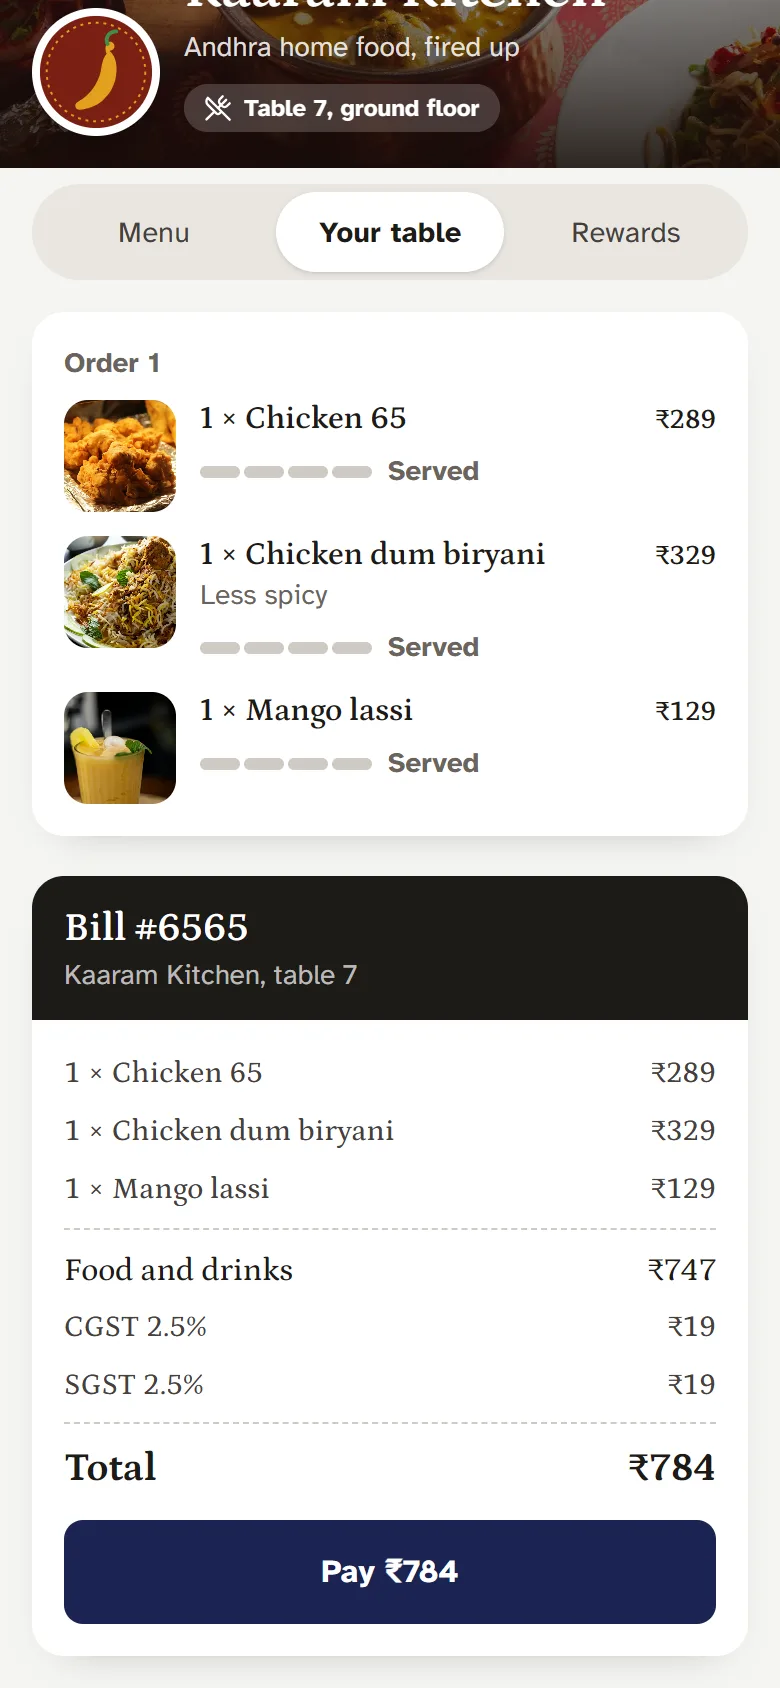 Kaaram Kitchen
Andhra home food, fired up
Table 7, ground floor
Menu
Your table
Rewards
Order 1
1 × Chicken 65
₹289
Served
1 × Chicken dum biryani
₹329
Less spicy
Served
1 × Mango lassi
₹129
Served
Bill #6565
Kaaram Kitchen, table 7
1 × Chicken 65
₹289
1 × Chicken dum biryani
₹329
1 × Mango lassi
₹129
Food and drinks
₹747
CGST 2.5%
₹19
SGST 2.5%
₹19
Total
₹784
Pay ₹784